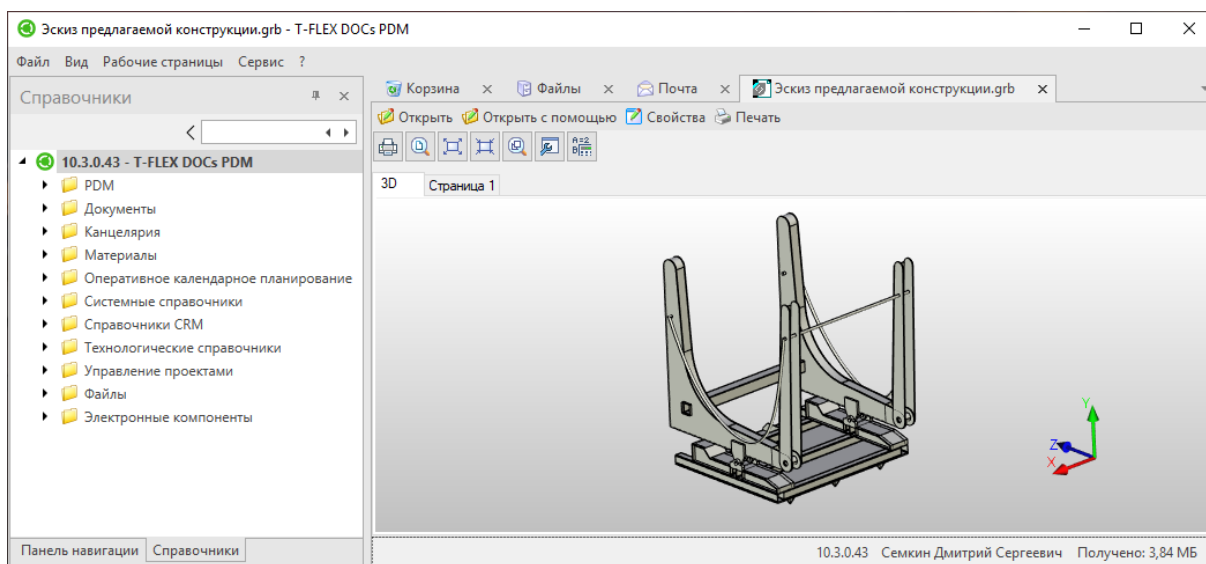 Эскиз предлагаемой конструкции.grb - T-FLEX DOCs PDM
Файл Вид Рабочие страницы Сервис ?
Справочники
10.3.0.43 - T-FLEX DOCs PDM
PDM
Документы
Канцелярия
Материалы
Оперативное календарное планирование
Системные справочники
Справочники CRM
Технологические справочники
Управление проектами
Файлы
Электронные компоненты
Панель навигации Справочники
Корзина Файлы Почта Эскиз предлагаемой конструкции.grb
Открыть Открыть с помощью Свойства Печать
A=2
B
3D Страница 1
Y
Z
X
10.3.0.43 Семкин Дмитрий Сергеевич Получено: 3,84 МБ